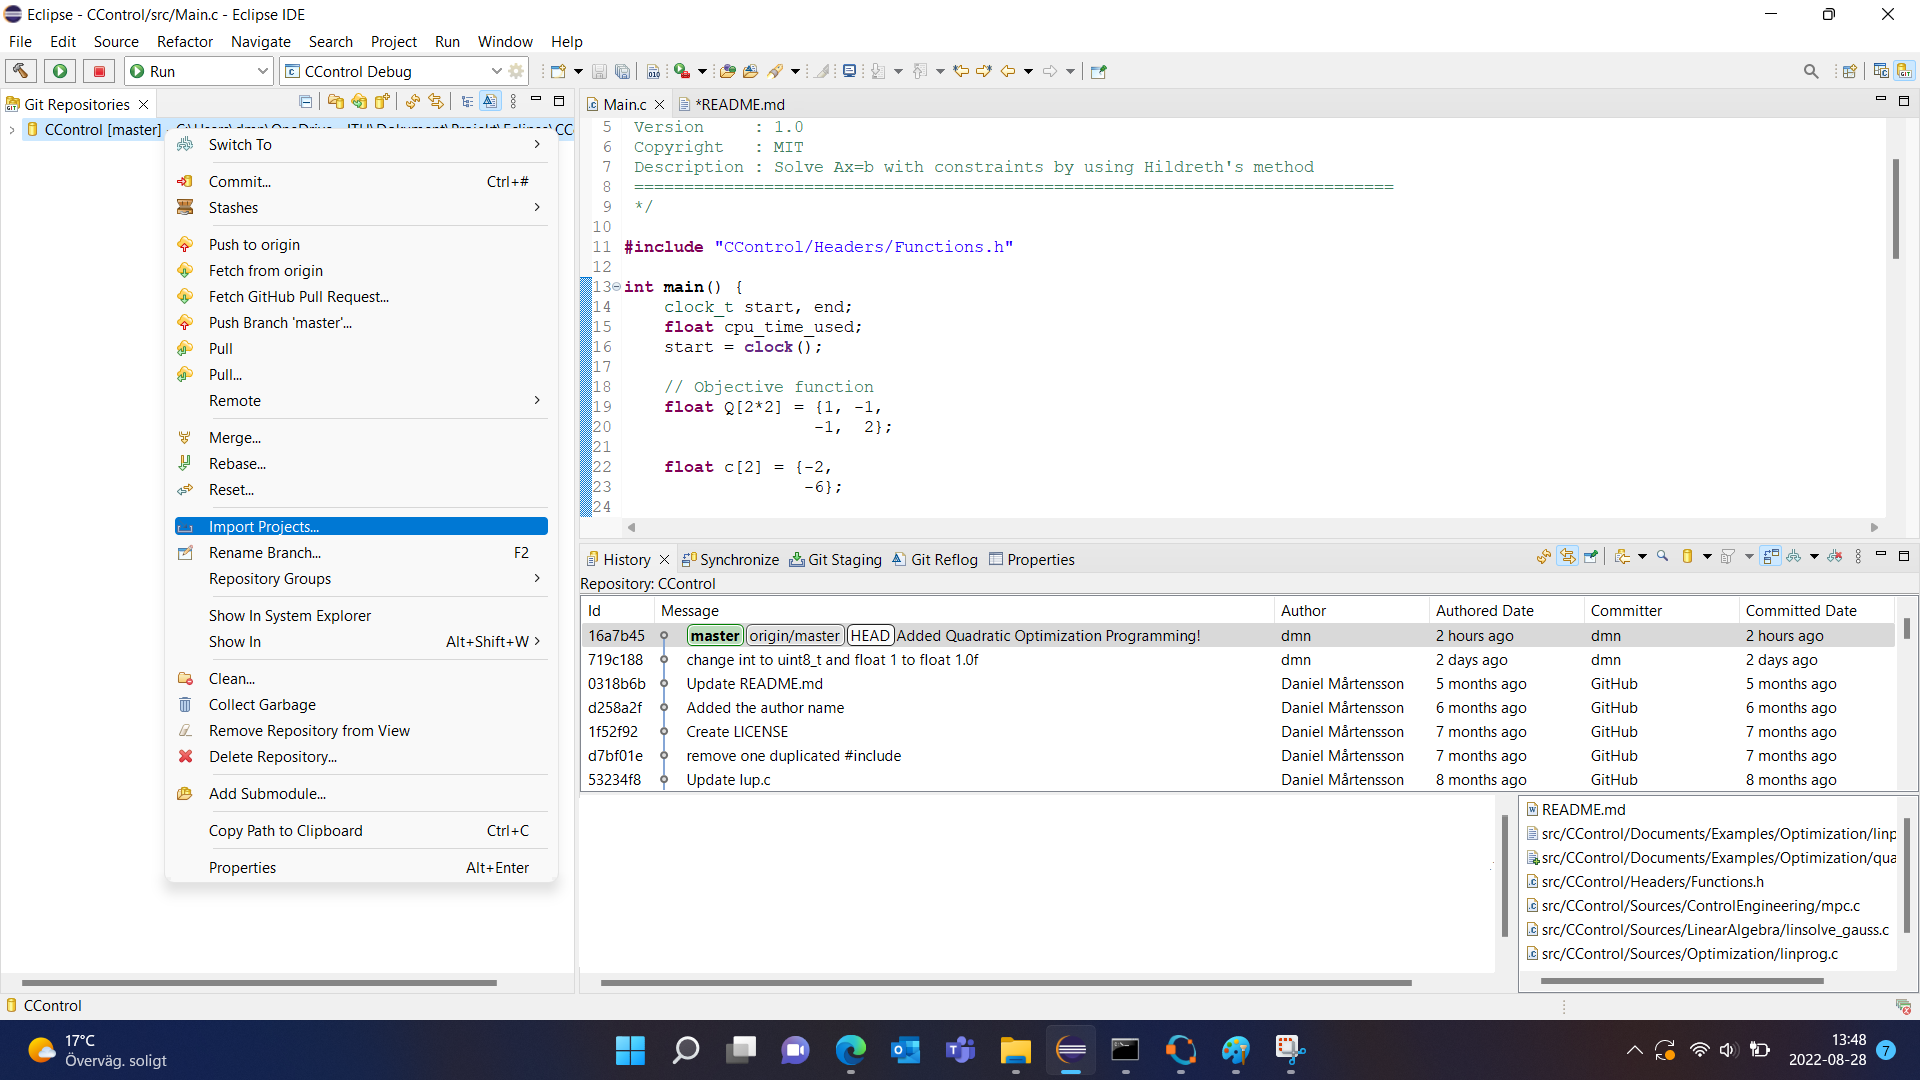 Eclipse - CControl/src/Main.c - Eclipse IDE
File Edit Source Refactor Navigate Search Project Run Window Help
Run CControl Debug
Git Repositories
CControl [master]
Switch To
Commit... Ctrl+#
Stashes
Push to origin
Fetch from origin
Fetch GitHub Pull Request...
Push Branch 'master'...
Pull
Pull...
Remote
Merge...
Rebase...
Reset...
Import Projects...
Rename Branch... F2
Repository Groups
Show In System Explorer
Show In Alt+Shift+W
Clean...
Collect Garbage
Remove Repository from View
Delete Repository...
Add Submodule...
Copy Path to Clipboard Ctrl+C
Properties Alt+Enter
Main.c *README.md
5 Version : 1.0
6 Copyright : MIT
7 Description : Solve Ax=b with constraints by using Hildreth's method
8 ============================================================================
9 */
10
11 #include "CControl/Headers/Functions.h"
12
13 int main() {
14 clock_t start, end;
15 float cpu_time_used;
16 start = clock();
17
18 // Objective function
19 float Q[2*2] = {1, -1,
20 -1, 2};
21
22 float c[2] = {-2,
23 -6};
24
History Synchronize Git Staging Git Reflog Properties
Repository: CControl
Id Message Author Authored Date Committer Committed Date
16a7b45 master origin/master HEAD Added Quadratic Optimization Programming! dmn 2 hours ago dmn 2 hours ago
719c188 change int to uint8_t and float 1 to float 1.0f dmn 2 days ago dmn 2 days ago
0318b6b Update README.md Daniel Mårtensson 5 months ago GitHub 5 months ago
d258a2f Added the author name Daniel Mårtensson 6 months ago GitHub 6 months ago
1f52f92 Create LICENSE Daniel Mårtensson 7 months ago GitHub 7 months ago
d7bf01e remove one duplicated #include Daniel Mårtensson 7 months ago GitHub 7 months ago
53234f8 Update lup.c Daniel Mårtensson 8 months ago GitHub 8 months ago
README.md
src/CControl/Documents/Examples/Optimization/linp
src/CControl/Documents/Examples/Optimization/qua
src/CControl/Headers/Functions.h
src/CControl/Sources/ControlEngineering/mpc.c
src/CControl/Sources/LinearAlgebra/linsolve_gauss.c
src/CControl/Sources/Optimization/linprog.c
CControl
17°C
Överväg. soligt
13:48
2022-08-28
7